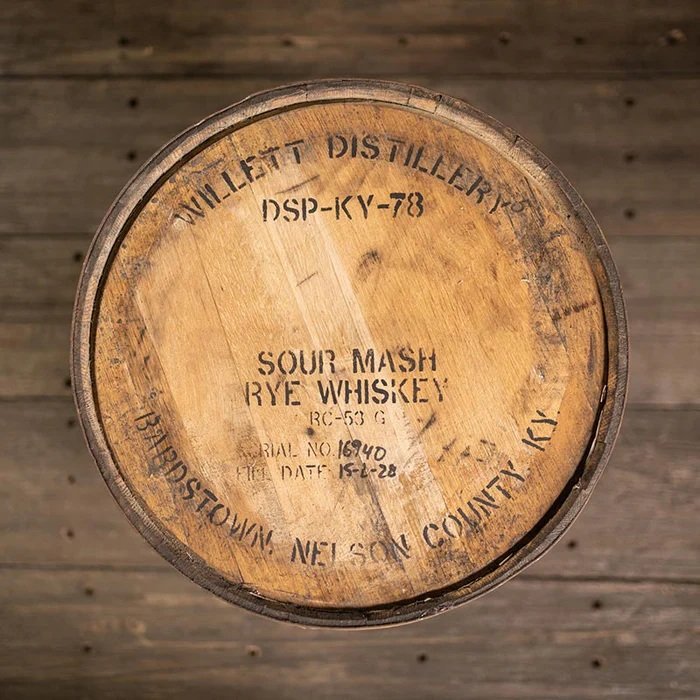 WILLETT DISTILLERY
DSP-KY-78
SOUR MASH
RYE WHISKEY
RC-53 G
SERIAL NO. 16940
FILL DATE 15-L-28
BARDSTOWN, NELSON COUNTY KY